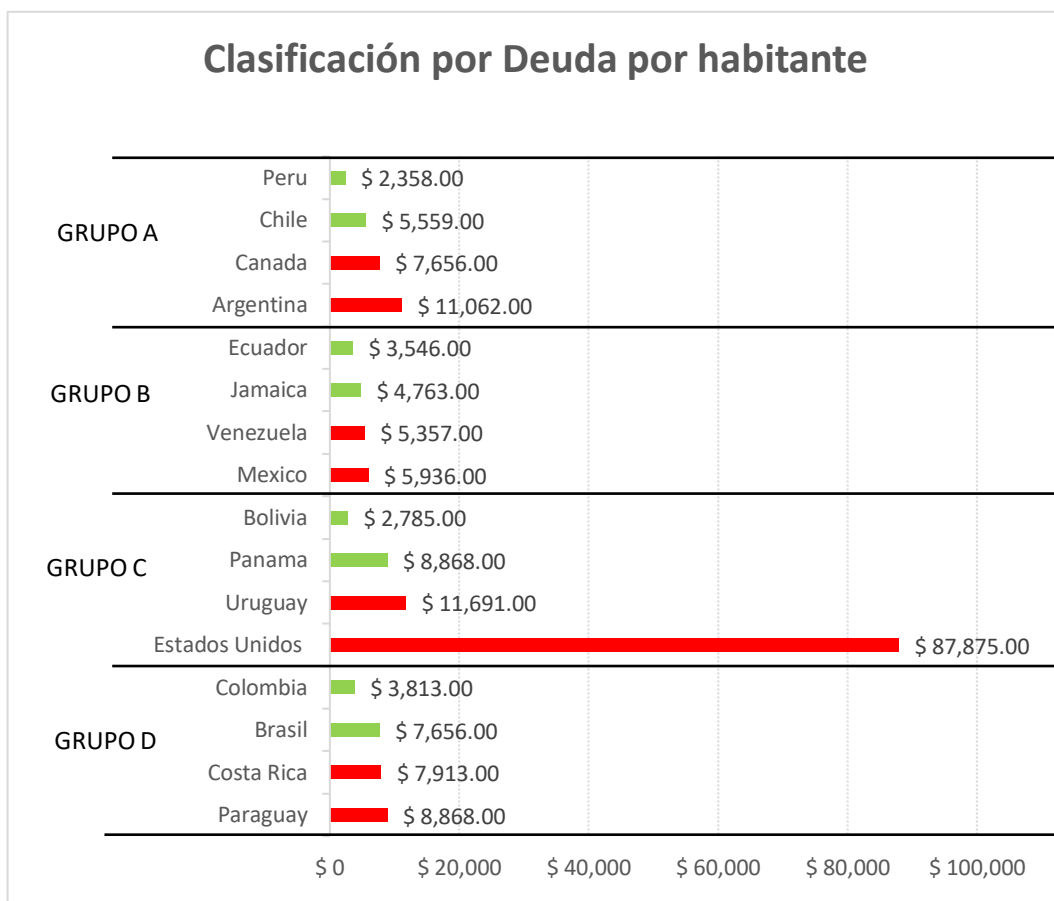 Clasificación por Deuda por habitante
GRUPO A
Peru $ 2,358.00
Chile $ 5,559.00
Canada $ 7,656.00
Argentina $ 11,062.00
GRUPO B
Ecuador $ 3,546.00
Jamaica $ 4,763.00
Venezuela $ 5,357.00
Mexico $ 5,936.00
GRUPO C
Bolivia $ 2,785.00
Panama $ 8,868.00
Uruguay $ 11,691.00
Estados Unidos $ 87,875.00
GRUPO D
Colombia $ 3,813.00
Brasil $ 7,656.00
Costa Rica $ 7,913.00
Paraguay $ 8,868.00
$ 0 $ 20,000 $ 40,000 $ 60,000 $ 80,000 $ 100,000